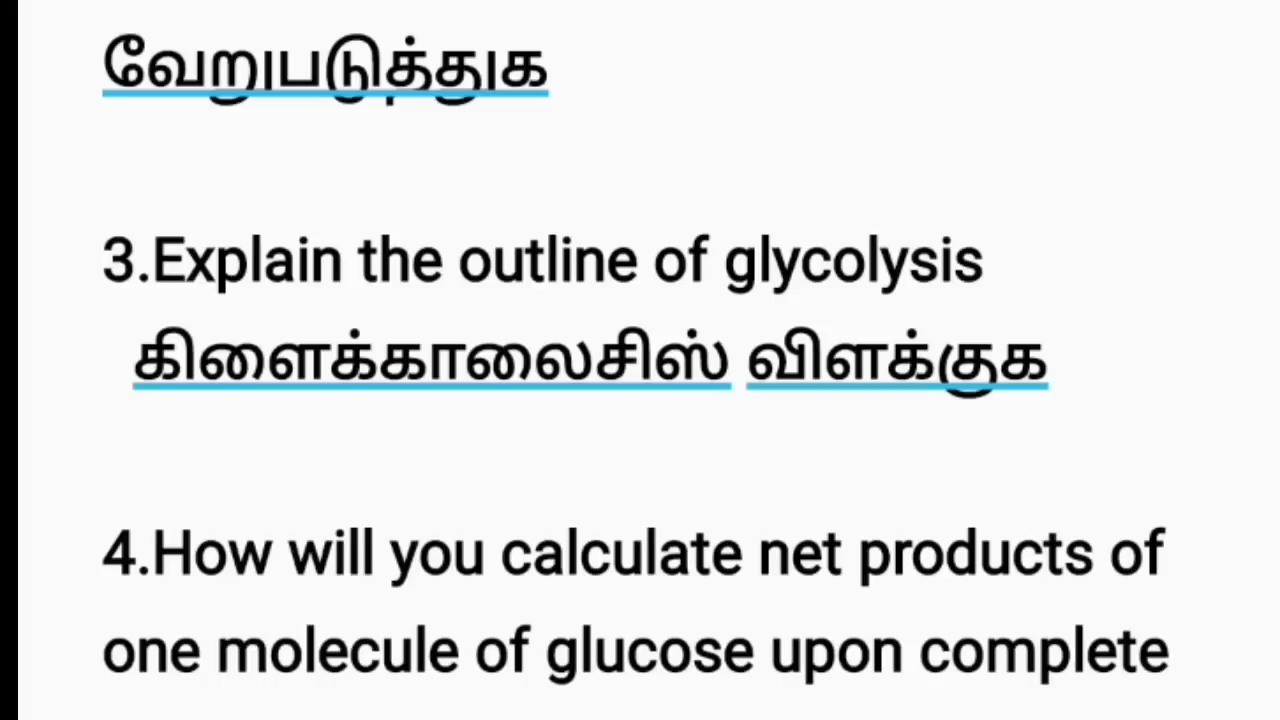 வேறுபடுத்துக
3.Explain the outline of glycolysis
கிளைக்காலைசிஸ் விளக்குக
4.How will you calculate net products of
one molecule of glucose upon complete